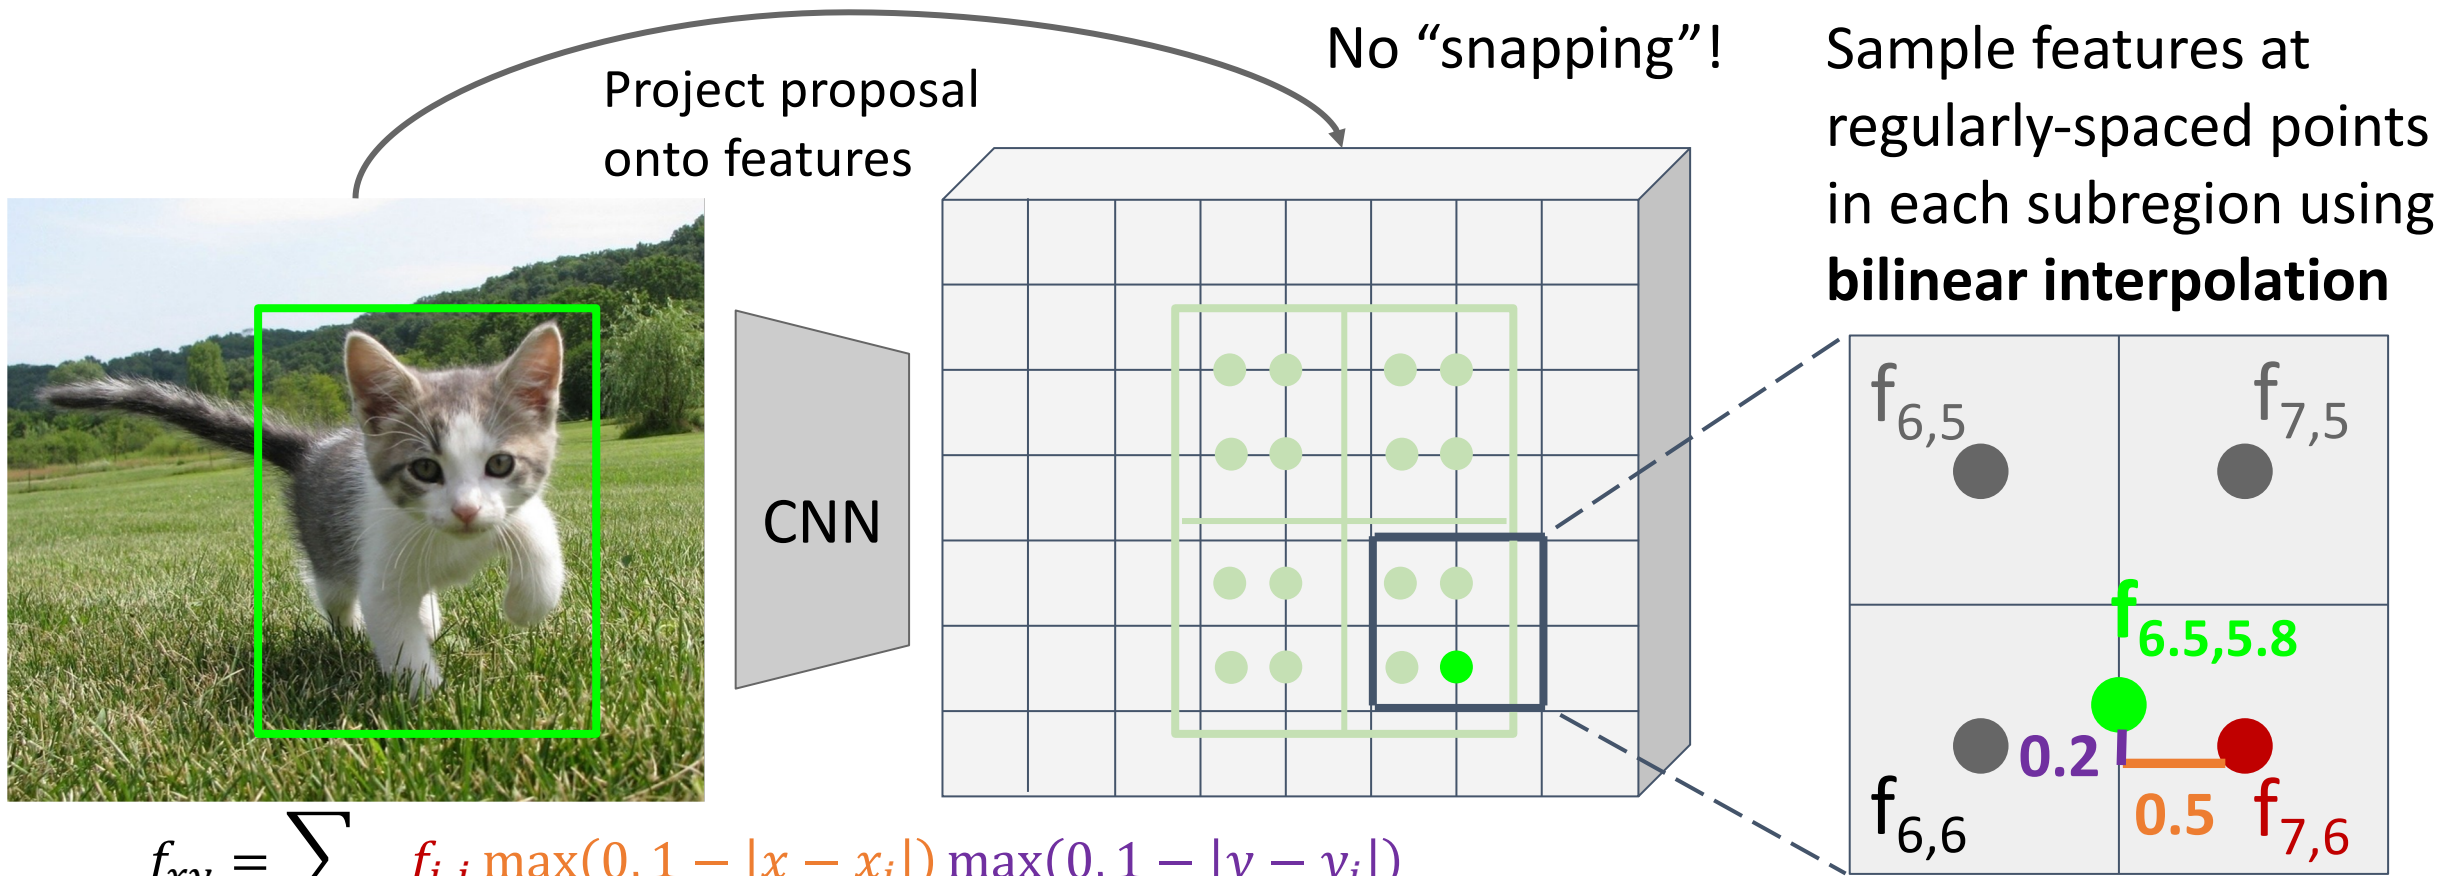 No “snapping”!
Project proposal
onto features
Sample features at
regularly-spaced points
in each subregion using
bilinear interpolation
CNN
f6,5
f7,5
f6.5,5.8
0.2
0.5
f6,6
f7,6
fxy = ∑ fi,j max(0, 1 − |x − xi|) max(0, 1 − |y − yi|)